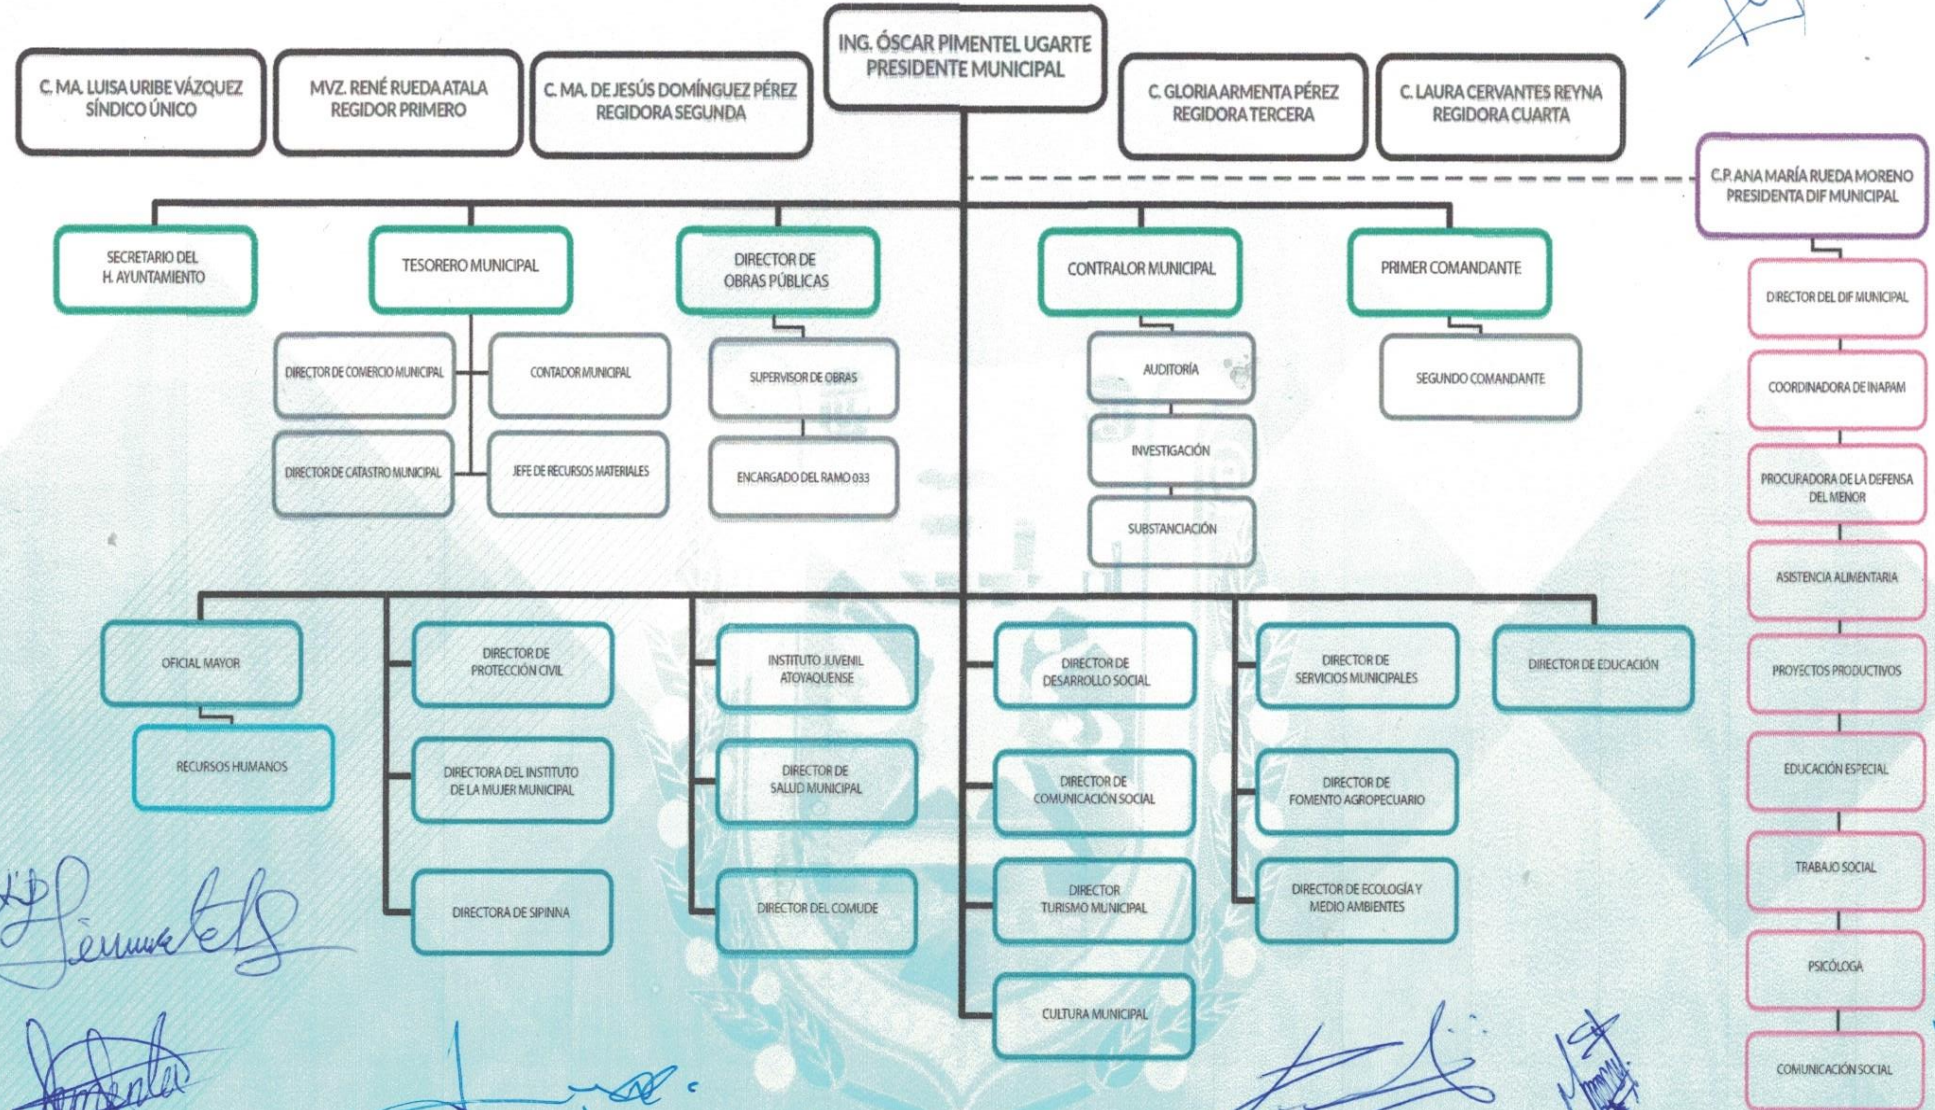 ING. ÓSCAR PIMENTEL UGARTE
PRESIDENTE MUNICIPAL
C. MA. LUISA URIBE VÁZQUEZ
SÍNDICO ÚNICO
MVZ. RENÉ RUEDA ATALA
REGIDOR PRIMERO
C. MA. DE JESÚS DOMÍNGUEZ PÉREZ
REGIDORA SEGUNDA
C. GLORIA ARMENTA PÉREZ
REGIDORA TERCERA
C. LAURA CERVANTES REYNA
REGIDORA CUARTA
C.P. ANA MARÍA RUEDA MORENO
PRESIDENTA DIF MUNICIPAL
SECRETARIO DEL
H. AYUNTAMIENTO
TESORERO MUNICIPAL
DIRECTOR DE
OBRAS PÚBLICAS
CONTRALOR MUNICIPAL
PRIMER COMANDANTE
DIRECTOR DE COMERCIO MUNICIPAL
CONTADOR MUNICIPAL
DIRECTOR DE CATASTRO MUNICIPAL
JEFE DE RECURSOS MATERIALES
SUPERVISOR DE OBRAS
ENCARGADO DEL RAMO 033
AUDITORÍA
INVESTIGACIÓN
SUBSTANCIACIÓN
SEGUNDO COMANDANTE
OFICIAL MAYOR
RECURSOS HUMANOS
DIRECTOR DE
PROTECCIÓN CIVIL
DIRECTORA DEL INSTITUTO
DE LA MUJER MUNICIPAL
DIRECTORA DE SIPINNA
INSTITUTO JUVENIL
ATOYAQUENSE
DIRECTOR DE
SALUD MUNICIPAL
DIRECTOR DEL COMUDE
DIRECTOR DE
DESARROLLO SOCIAL
DIRECTOR DE
COMUNICACIÓN SOCIAL
DIRECTOR
TURISMO MUNICIPAL
CULTURA MUNICIPAL
DIRECTOR DE
SERVICIOS MUNICIPALES
DIRECTOR DE
FOMENTO AGROPECUARIO
DIRECTOR DE ECOLOGÍA Y
MEDIO AMBIENTES
DIRECTOR DE EDUCACIÓN
DIRECTOR DEL DIF MUNICIPAL
COORDINADORA DE INAPAM
PROCURADORA DE LA DEFENSA
DEL MENOR
ASISTENCIA ALIMENTARIA
PROYECTOS PRODUCTIVOS
EDUCACIÓN ESPECIAL
TRABAJO SOCIAL
PSICÓLOGA
COMUNICACIÓN SOCIAL